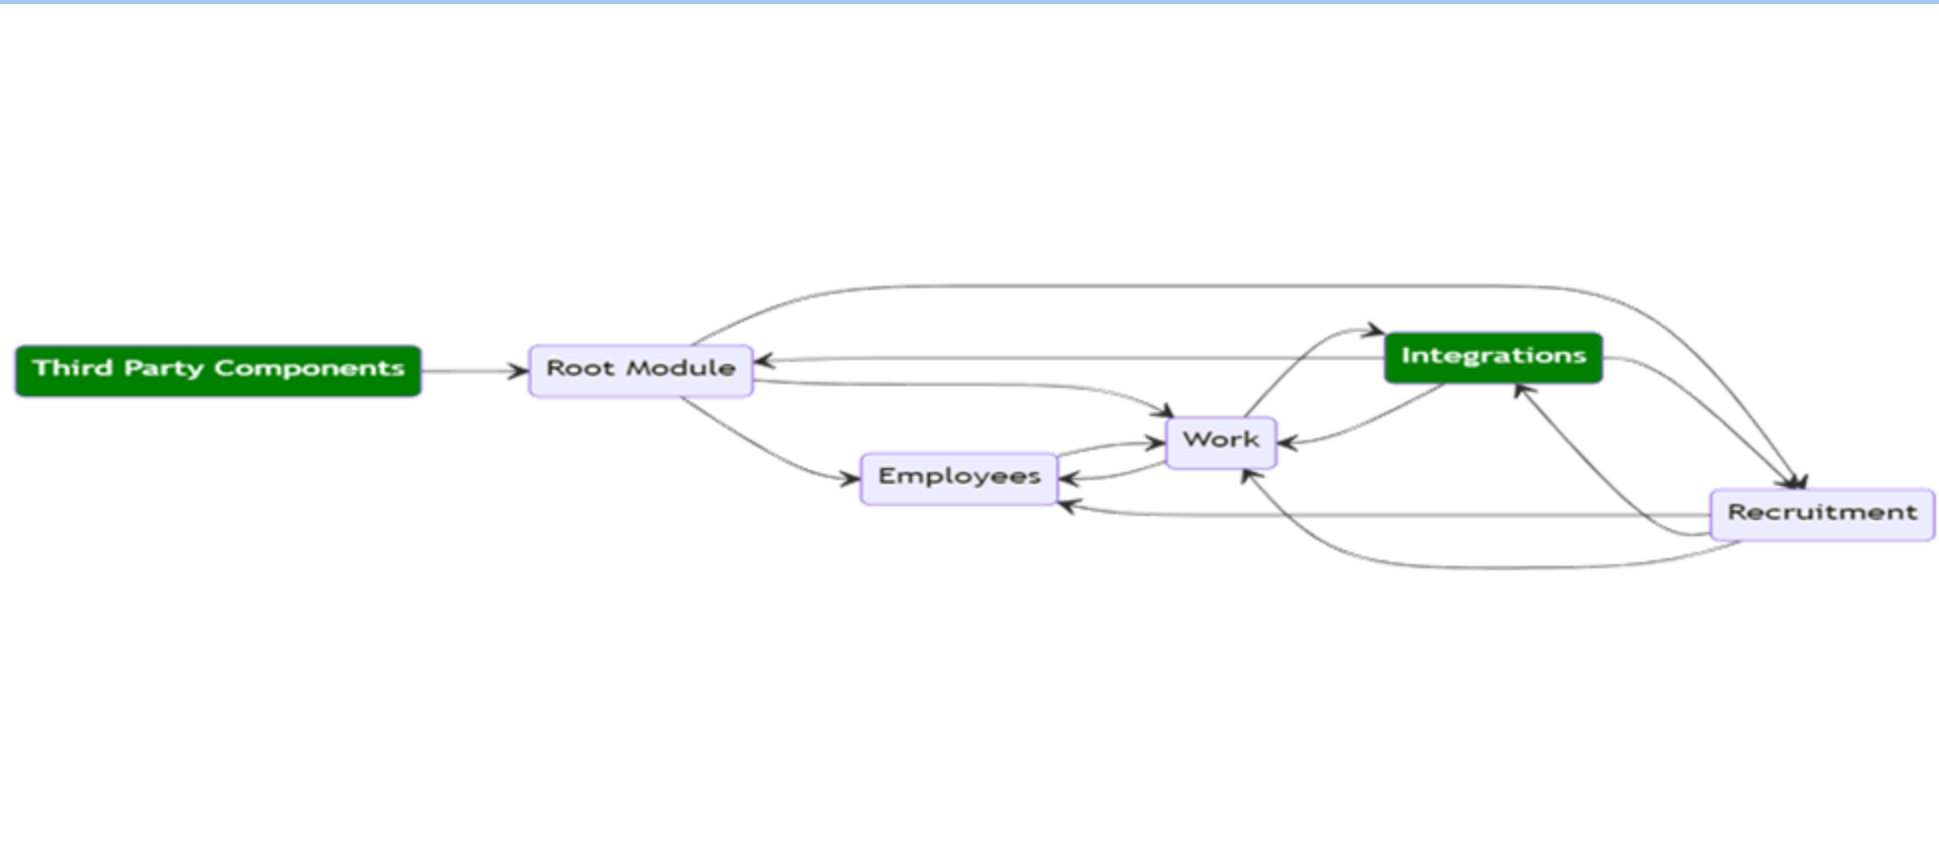 Third Party Components
Root Module
Employees
Work
Integrations
Recruitment